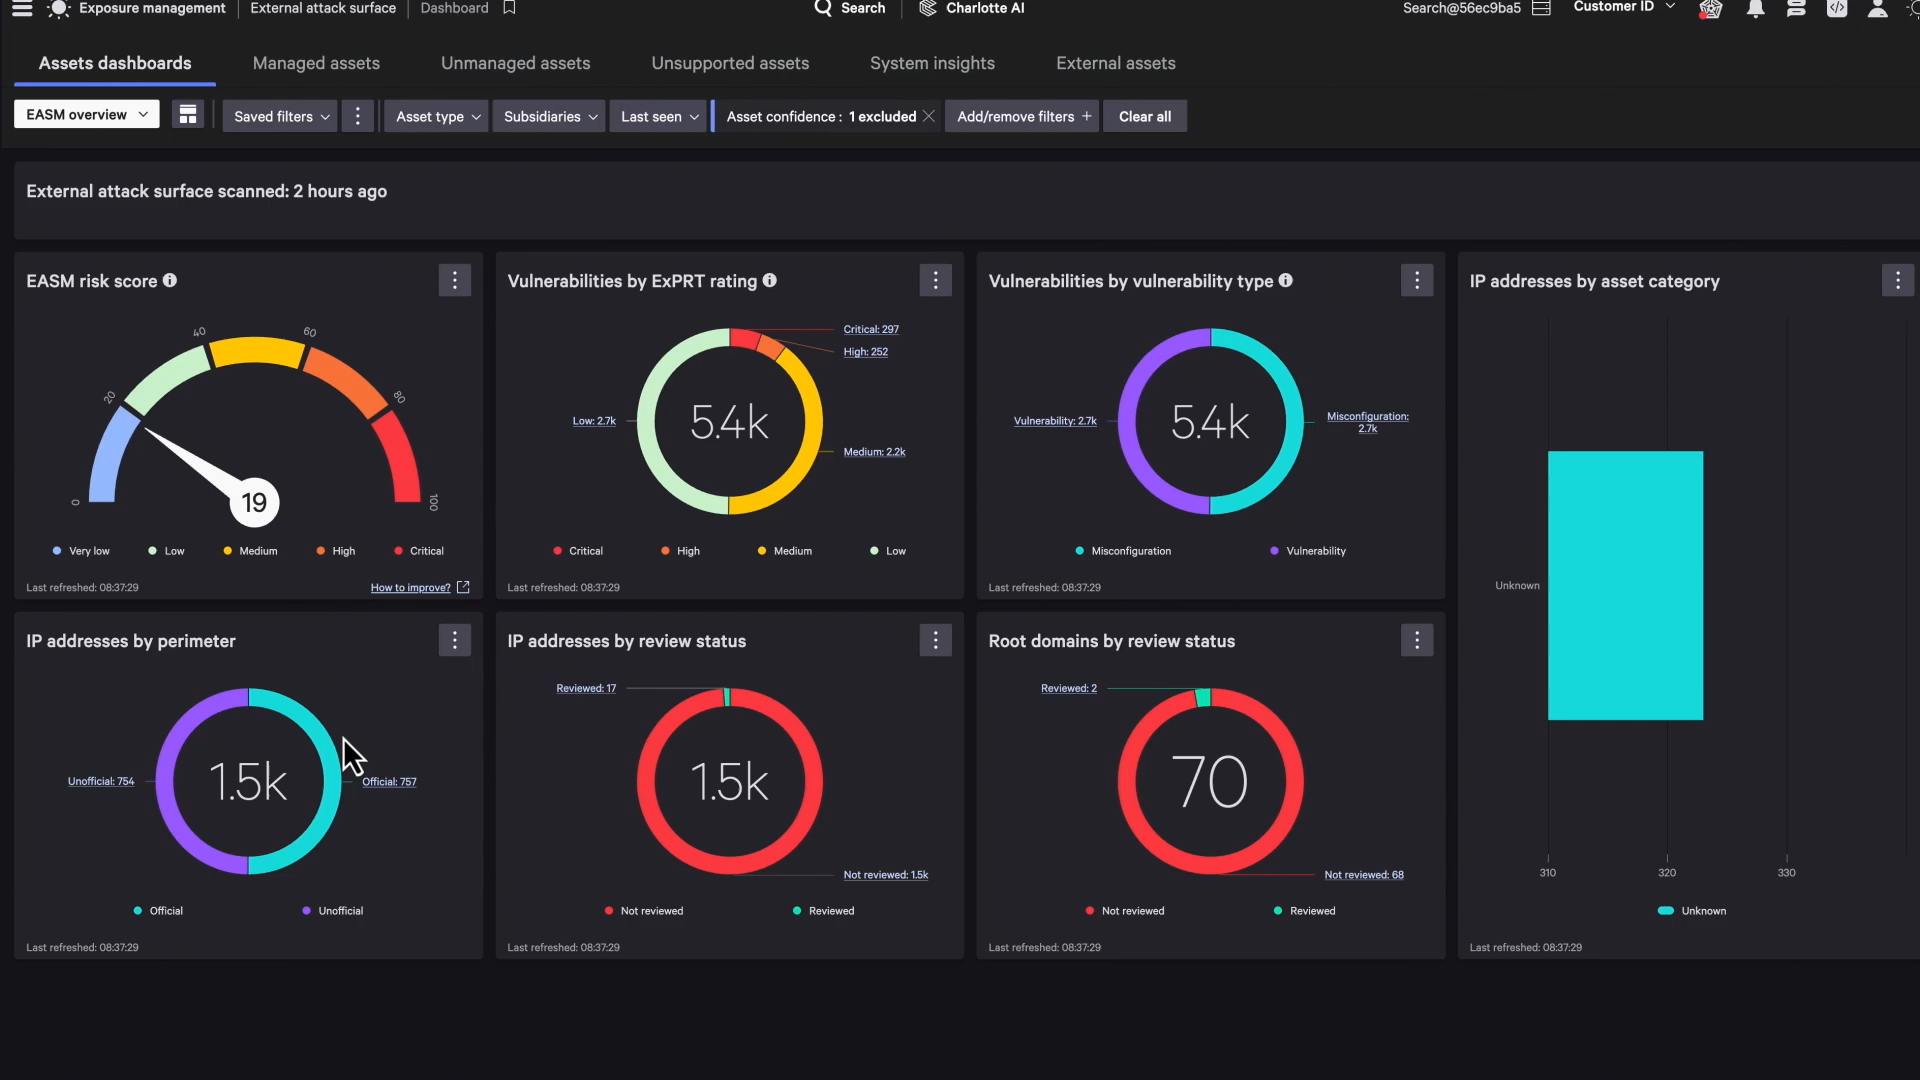 Exposure management
External attack surface
Dashboard
Search
Charlotte AI
Search@56ec9ba5
Customer ID
Assets dashboards
Managed assets
Unmanaged assets
Unsupported assets
System insights
External assets
EASM overview
Saved filters
Asset type
Subsidiaries
Last seen
Asset confidence : 1 excluded
Add/remove filters +
Clear all
External attack surface scanned: 2 hours ago
EASM risk score
0
20
40
60
80
100
19
Very low
Low
Medium
High
Critical
Last refreshed: 08:37:29
How to improve?
Vulnerabilities by ExPRT rating
Critical: 297
High: 252
Low: 2.7k
5.4k
Medium: 2.2k
Critical
High
Medium
Low
Last refreshed: 08:37:29
Vulnerabilities by vulnerability type
Vulnerability: 2.7k
5.4k
Misconfiguration:
2.7k
Misconfiguration
Vulnerability
Last refreshed: 08:37:29
IP addresses by asset category
Unknown
310
320
330
Unknown
Last refreshed: 08:37:29
IP addresses by perimeter
Unofficial: 754
1.5k
Official: 757
Official
Unofficial
Last refreshed: 08:37:29
IP addresses by review status
Reviewed: 17
1.5k
Not reviewed: 1.5k
Not reviewed
Reviewed
Last refreshed: 08:37:29
Root domains by review status
Reviewed: 2
70
Not reviewed: 68
Not reviewed
Reviewed
Last refreshed: 08:37:29